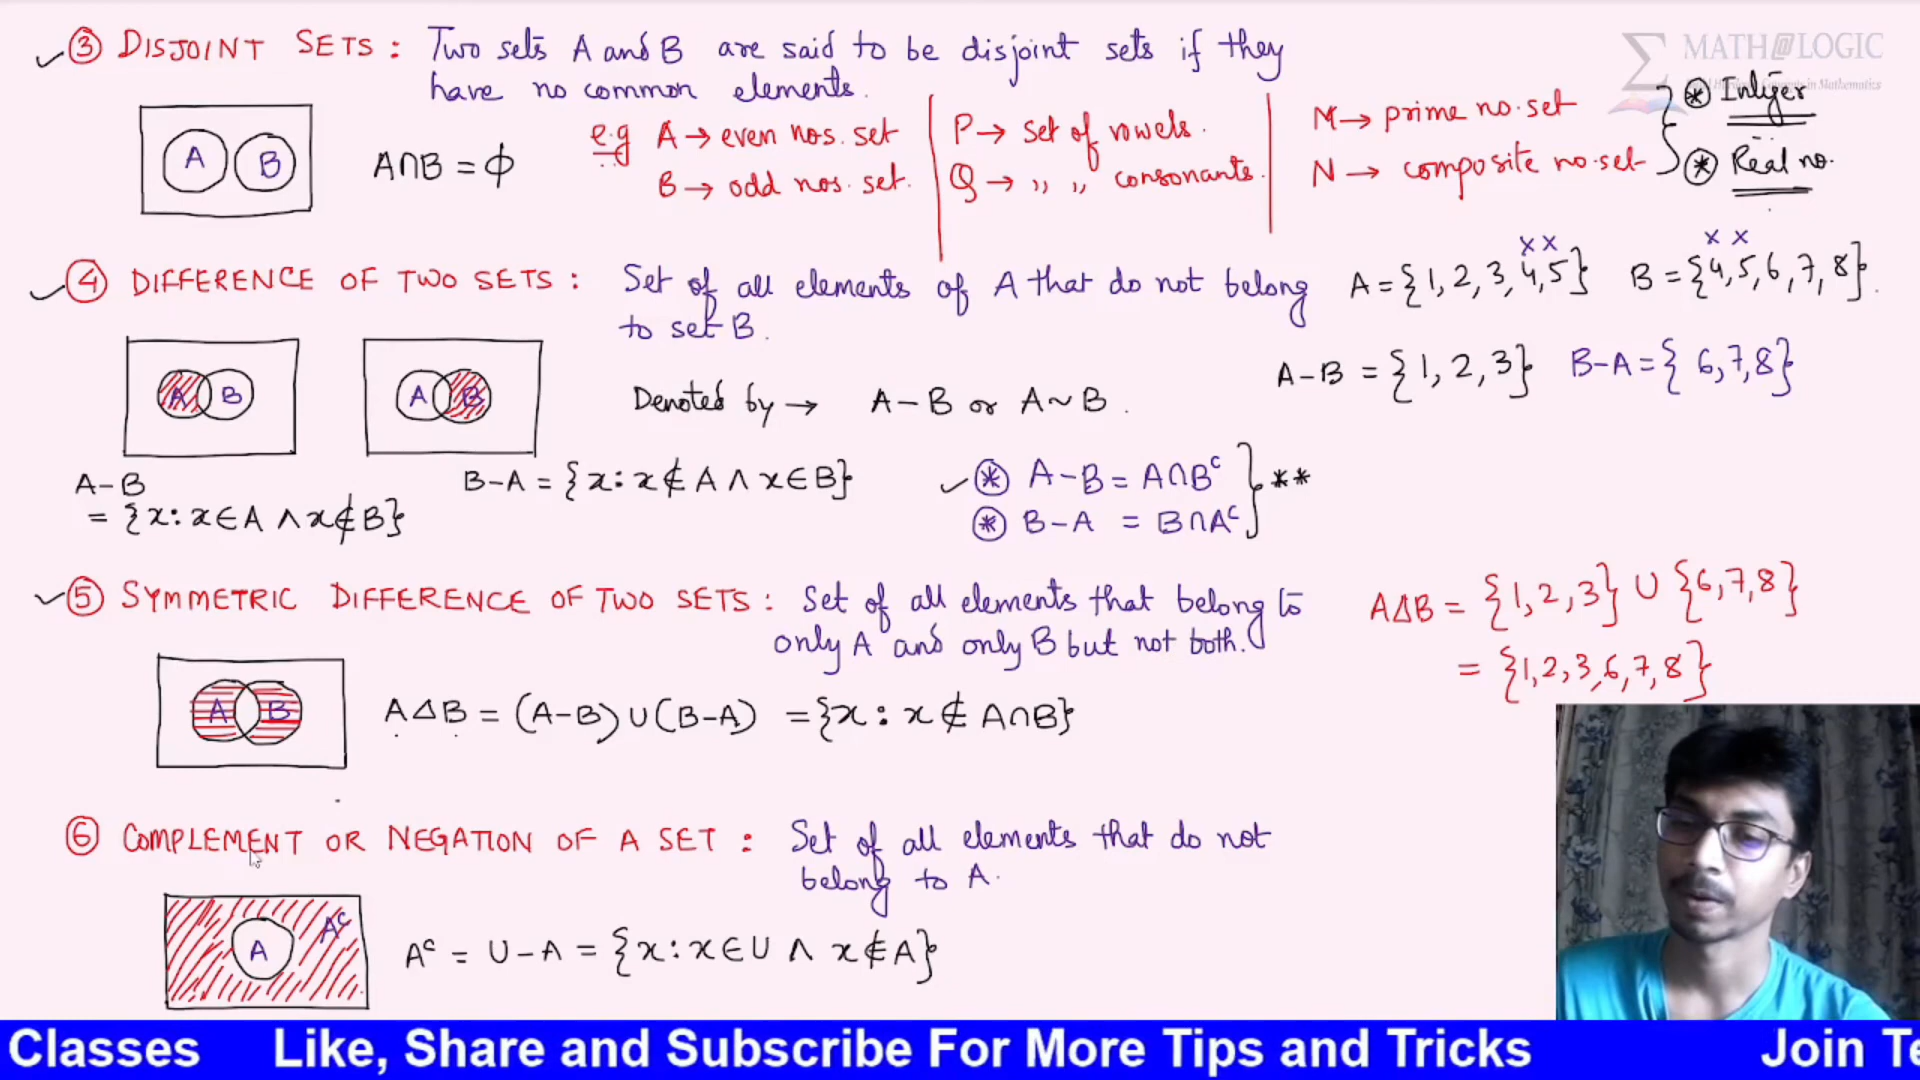 ③ DISJOINT SETS : Two sets A and B are said to be disjoint sets if they
have no common elements.
A B
A∩B = ϕ
e.g A → even nos. set
B → odd nos. set.
P → set of vowels.
Q → ,, ,, consonants.
M → prime no. set
N → composite no. set
MATH@LOGIC
in Mathematics
* Integer
* Real no.
④ DIFFERENCE OF TWO SETS : Set of all elements of A that do not belong
to set B.
× ×
A = {1, 2, 3, 4, 5}
× ×
B = {4, 5, 6, 7, 8}.
A B
A B
Denoted by → A – B or A ~ B.
A – B = {1, 2, 3}
B – A = {6, 7, 8}
A – B
= {x : x ∈ A ∧ x ∉ B}
B – A = {x : x ∉ A ∧ x ∈ B}
* A – B = A∩Bᶜ
* B – A = B∩Aᶜ
**
⑤ SYMMETRIC DIFFERENCE OF TWO SETS : Set of all elements that belong to
only A and only B but not both.
A Δ B = {1, 2, 3} ∪ {6, 7, 8}
= {1, 2, 3, 6, 7, 8}
A B
A Δ B = (A – B) ∪ (B – A) = {x : x ∉ A∩B}
⑥ COMPLEMENT OR NEGATION OF A SET : Set of all elements that do not
belong to A.
A Aᶜ
Aᶜ = U – A = {x : x ∈ U ∧ x ∉ A}
Classes Like, Share and Subscribe For More Tips and Tricks Join Te